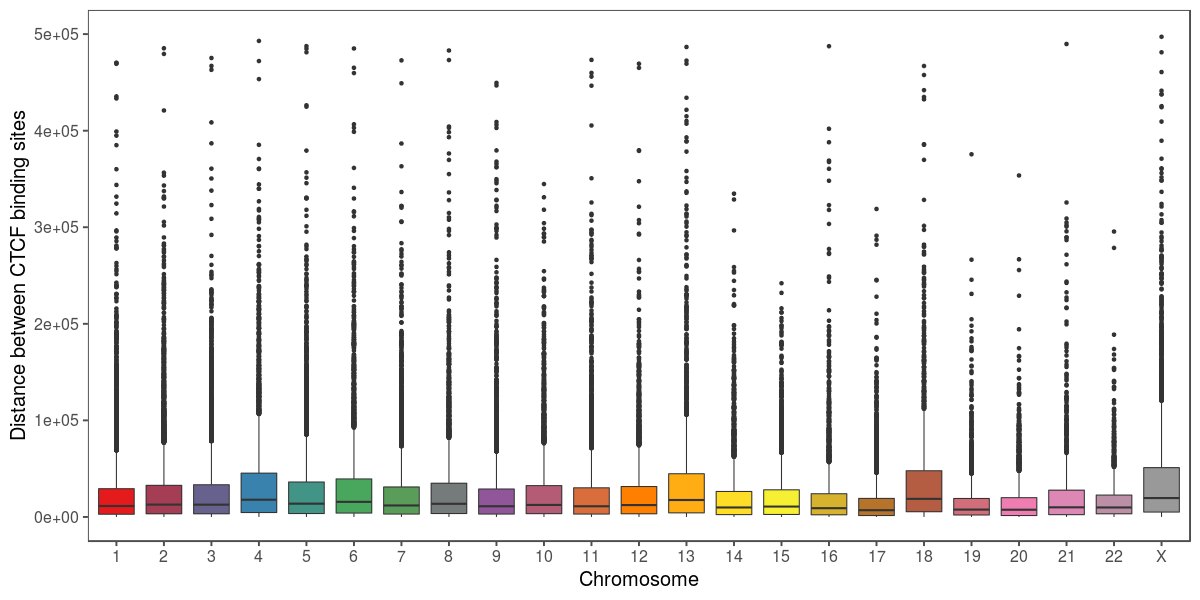 Distance between CTCF binding sites
5e+05
4e+05
3e+05
2e+05
1e+05
0e+00
1 2 3 4 5 6 7 8 9 10 11 12 13 14 15 16 17 18 19 20 21 22 X
Chromosome